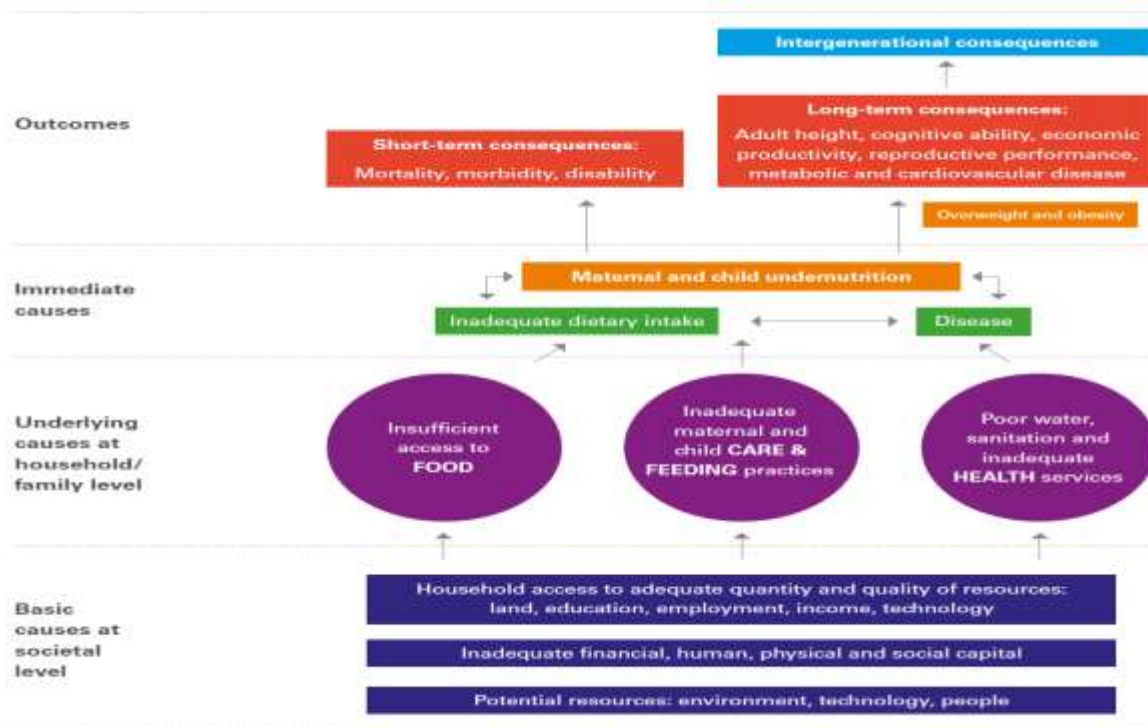 Intergenerational consequences
Outcomes
Short-term consequences:
Mortality, morbidity, disability
Long-term consequences:
Adult height, cognitive ability, economic
productivity, reproductive performance,
metabolic and cardiovascular disease
Overweight and obesity
Immediate
causes
Maternal and child undernutrition
Inadequate dietary intake
Disease
Underlying
causes at
household/
family level
Insufficient
access to
FOOD
Inadequate
maternal and
child CARE &
FEEDING practices
Poor water,
sanitation and
inadequate
HEALTH services
Basic
causes at
societal
level
Household access to adequate quantity and quality of resources:
land, education, employment, income, technology
Inadequate financial, human, physical and social capital
Potential resources: environment, technology, people